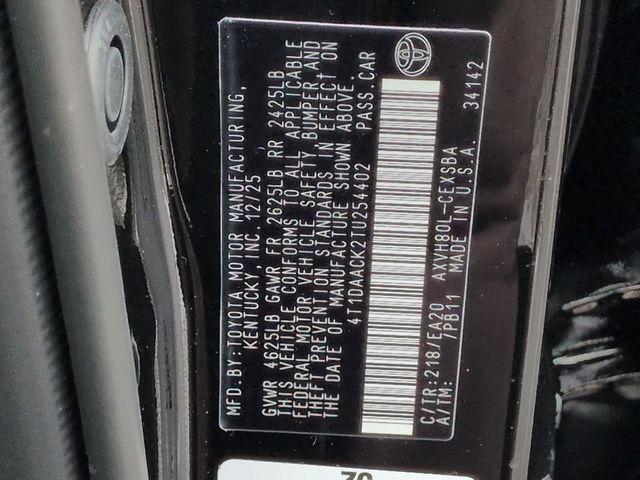 MFD.BY:TOYOTA MOTOR MANUFACTURING,
KENTUCKY, INC. 12/25
GVWR 4625LB GAWR FR 2625LB RR 2425LB
THIS VEHICLE CONFORMS TO ALL APPLICABLE
FEDERAL MOTOR VEHICLE SAFETY, BUMPER, AND
THEFT PREVENTION STANDARDS IN EFFECT ON
THE DATE OF MANUFACTURE SHOWN ABOVE.
4T1DAACK2TU254402 PASS.CAR
C/TR:218/EA20 AXVH80L-CEXSBA
A/TM: /PB11 MADE IN U.S.A. 34142